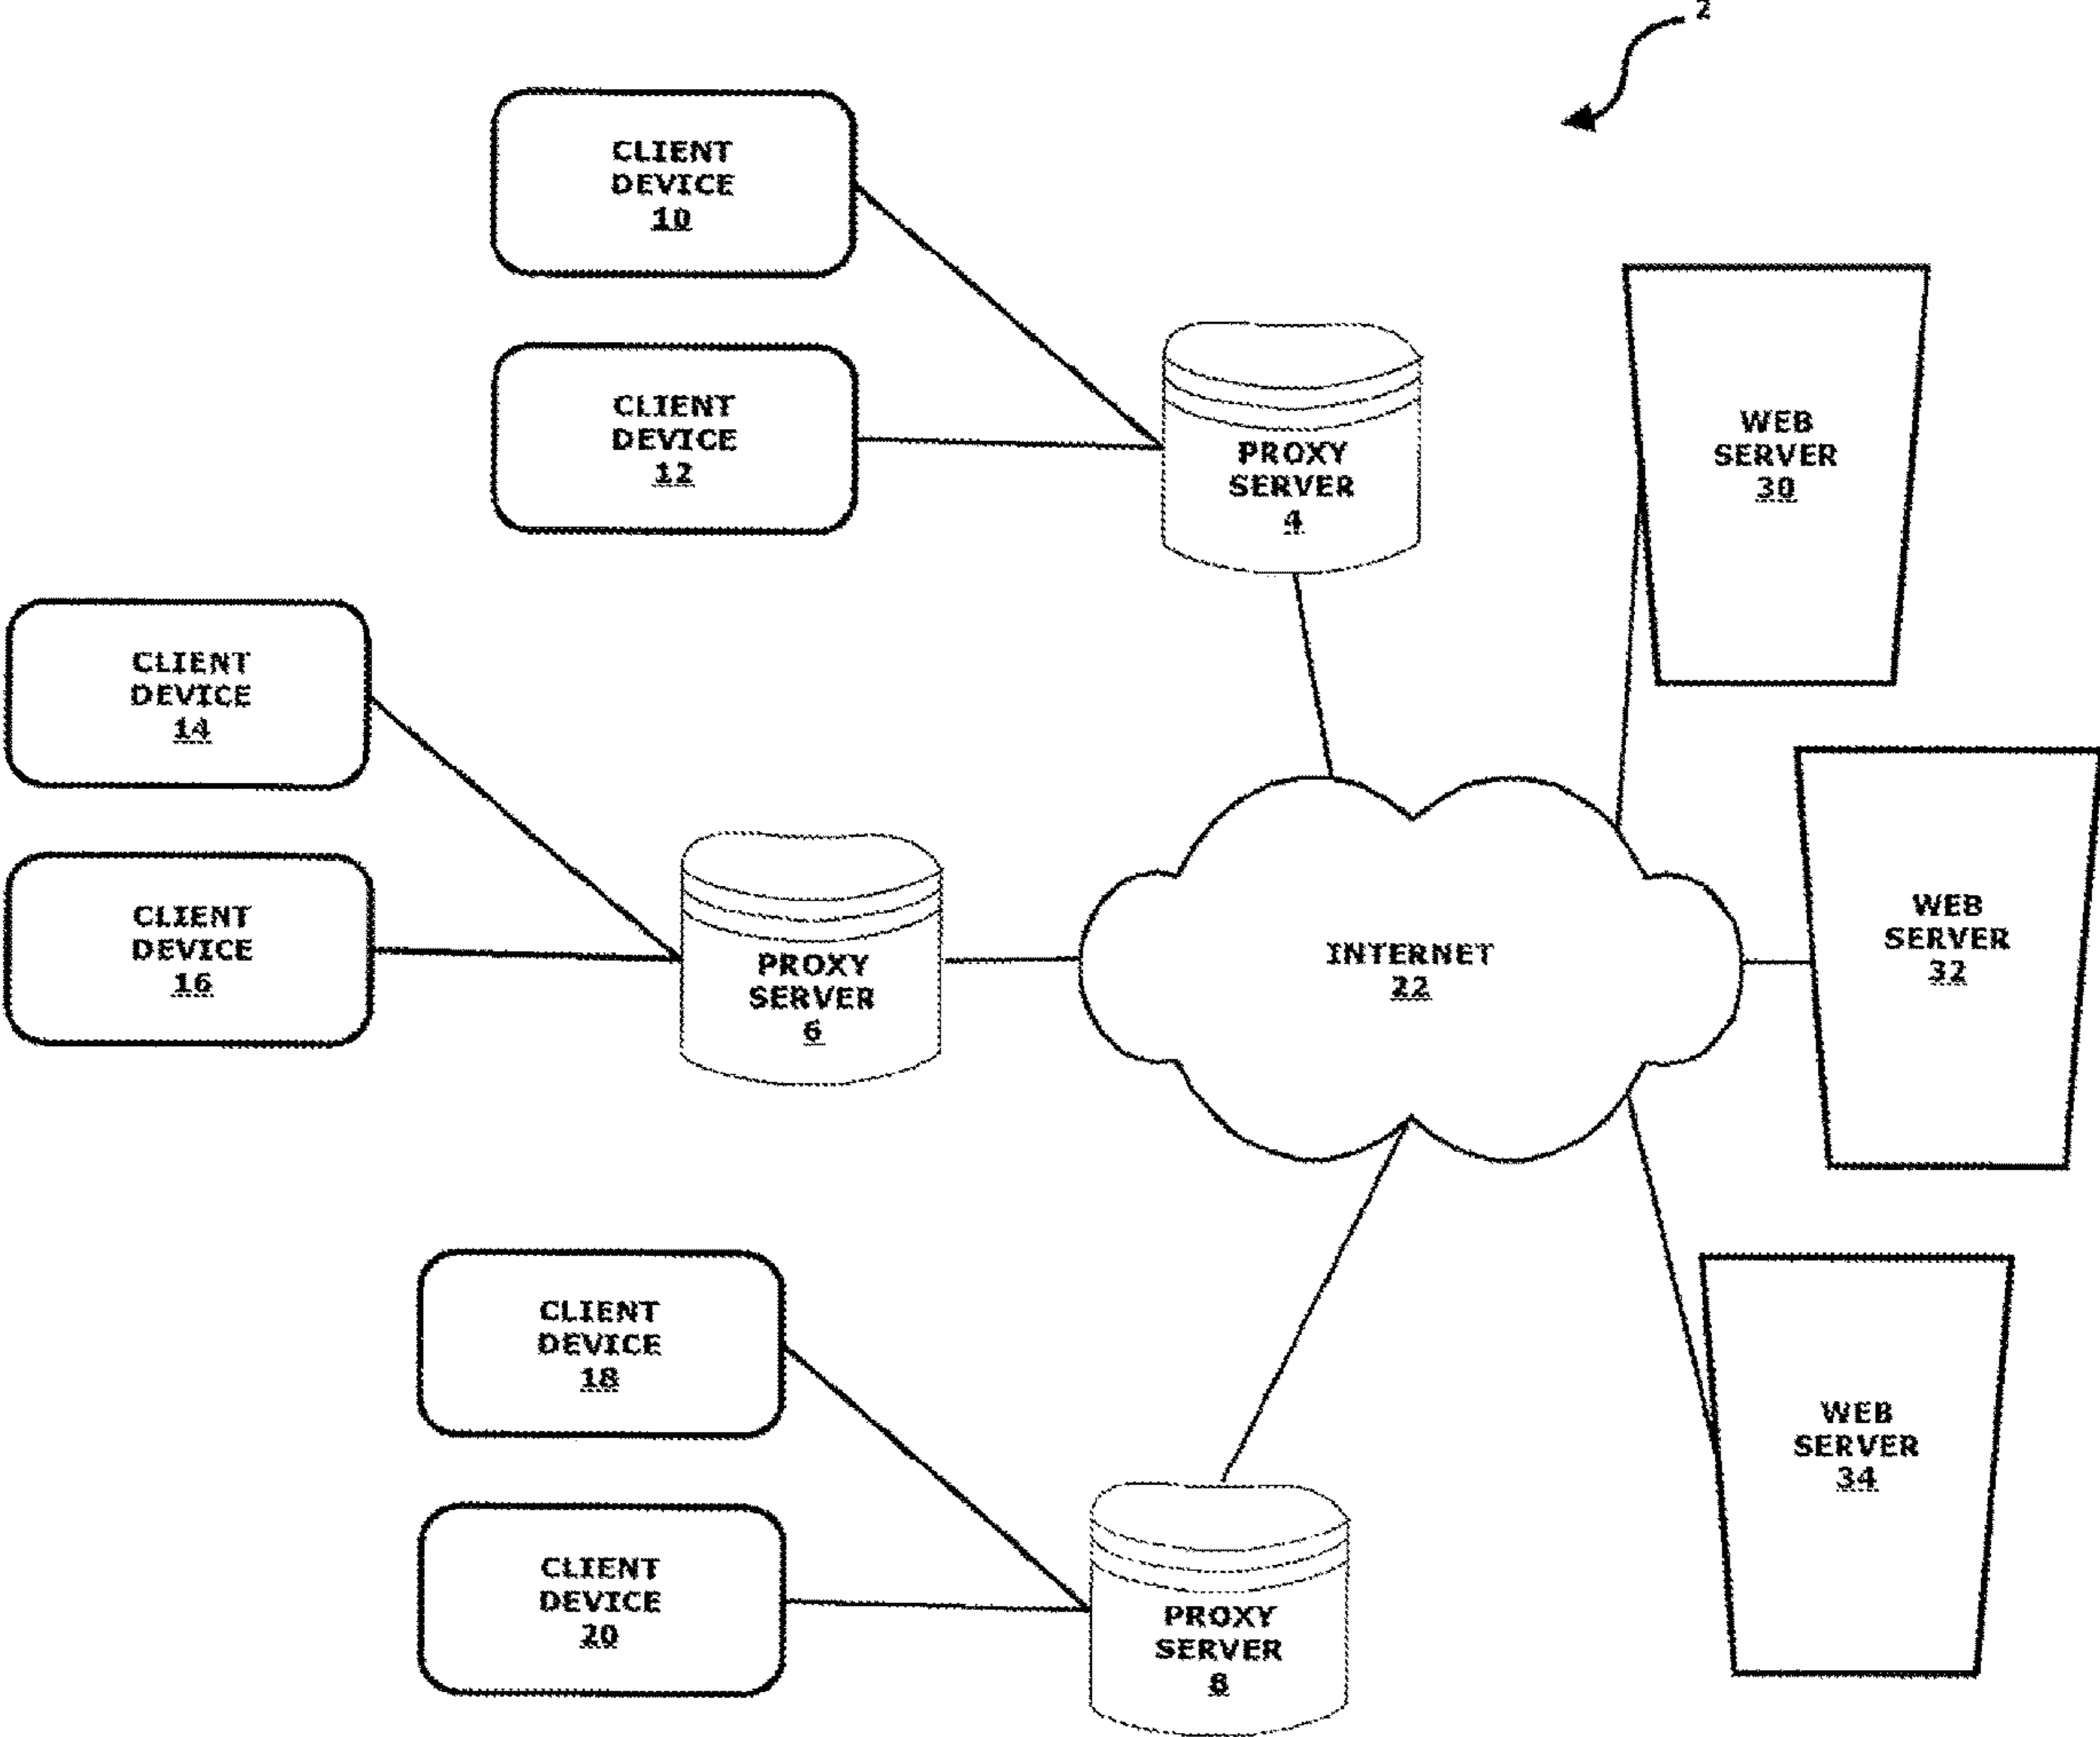 2
CLIENT
DEVICE
10
CLIENT
DEVICE
12
PROXY
SERVER
4
WEB
SERVER
30
CLIENT
DEVICE
14
CLIENT
DEVICE
16
PROXY
SERVER
6
INTERNET
22
WEB
SERVER
32
CLIENT
DEVICE
18
CLIENT
DEVICE
20
PROXY
SERVER
8
WEB
SERVER
34